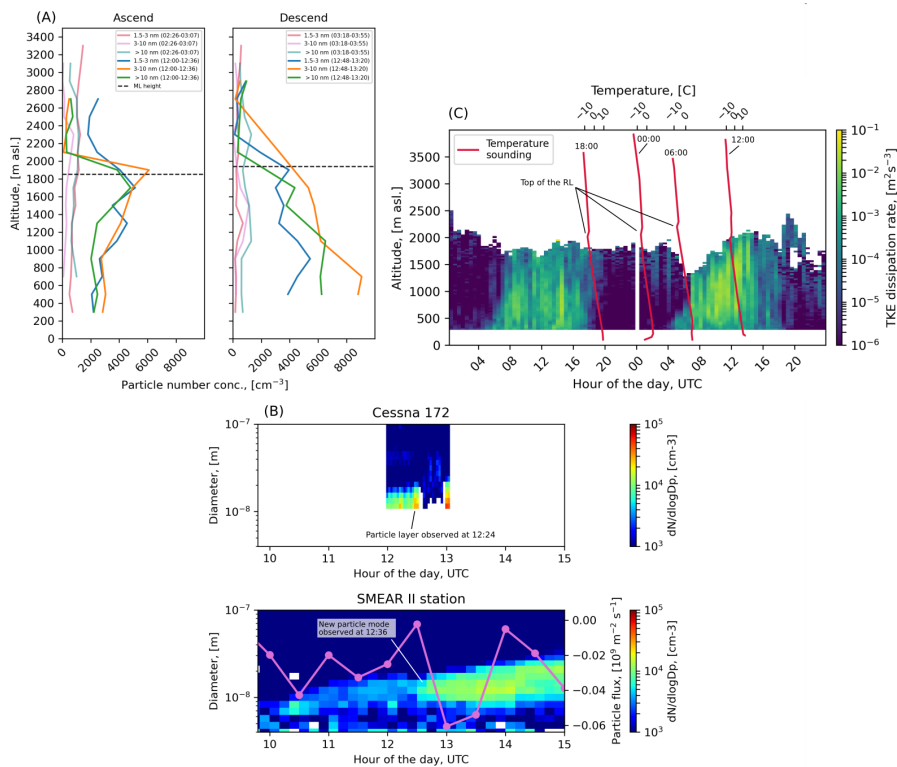 (A)
Ascend
Descend
3400
3200
3000
2800
2600
2400
2200
2000
1800
1600
1400
1200
1000
800
600
400
200
0
Altitude, [m asl.]
1.5-3 nm (02:26-03:07)
3-10 nm (02:26-03:07)
>10 nm (02:26-03:07)
1.5-3 nm (12:00-12:36)
3-10 nm (12:00-12:36)
>10 nm (12:00-12:36)
ML height
1.5-3 nm (03:18-03:55)
3-10 nm (03:18-03:55)
>10 nm (03:18-03:55)
1.5-3 nm (12:48-13:20)
3-10 nm (12:48-13:20)
>10 nm (12:48-13:20)
ML height
0 2000 4000 6000 8000
0 2000 4000 6000 8000
Particle number conc., [cm⁻³]
(C)
Temperature, [C]
−10 0 10
−10 0
−10 0
−10 0 10
Temperature
sounding
18:00
00:00
06:00
12:00
Top of the RL
3500
3000
2500
2000
1500
1000
500
0
Altitude, [m asl.]
04 08 12 16 20 00 04 08 12 16 20
Hour of the day, UTC
10⁻¹
10⁻²
10⁻³
10⁻⁴
10⁻⁵
10⁻⁶
TKE dissipation rate, [m²s⁻³]
(B)
Cessna 172
10⁻⁷
10⁻⁸
Diameter, [m]
Particle layer observed at 12:24
10 11 12 13 14 15
Hour of the day, UTC
10⁵
10⁴
10³
dN/dlogDp, [cm-3]
SMEAR II station
10⁻⁷
10⁻⁸
Diameter, [m]
New particle mode
observed at 12:36
0.00
−0.02
−0.04
−0.06
Particle flux, [10⁹ m⁻² s⁻¹]
10 11 12 13 14 15
Hour of the day, UTC
10⁵
10⁴
10³
dN/dlogDp, [cm-3]